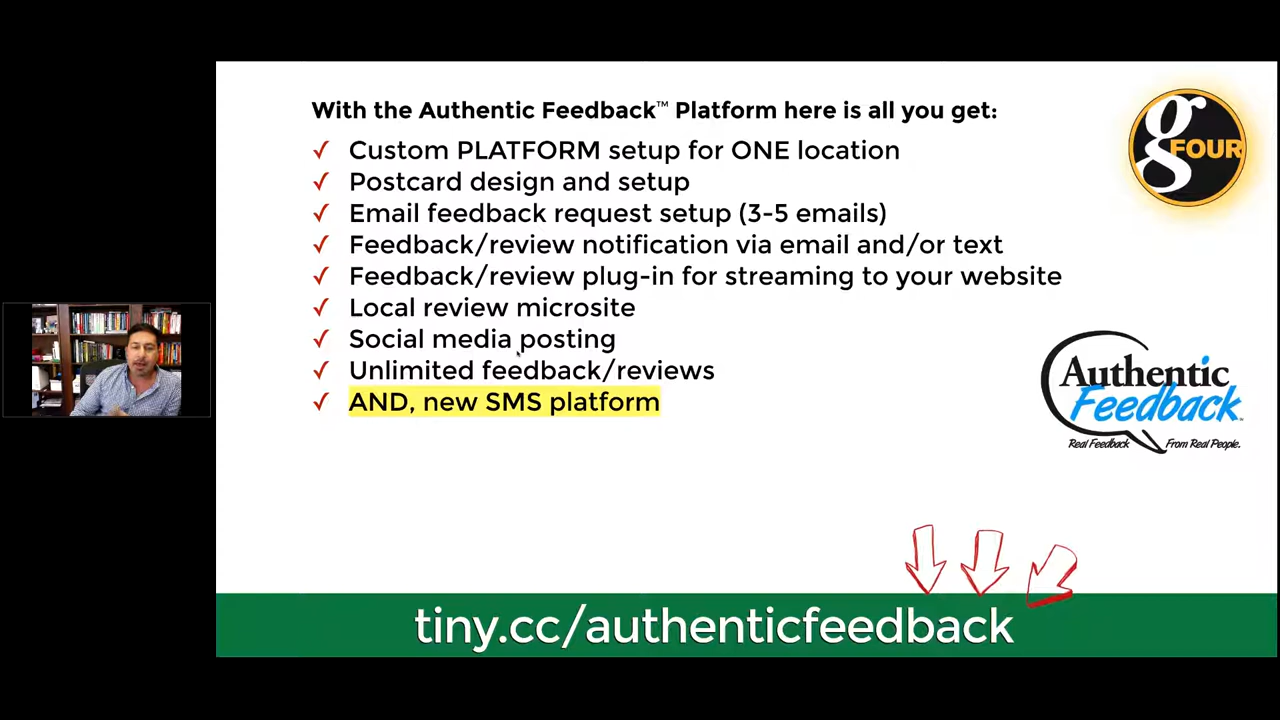 With the Authentic Feedback™ Platform here is all you get:
✓ Custom PLATFORM setup for ONE location
✓ Postcard design and setup
✓ Email feedback request setup (3-5 emails)
✓ Feedback/review notification via email and/or text
✓ Feedback/review plug-in for streaming to your website
✓ Local review microsite
✓ Social media posting
✓ Unlimited feedback/reviews
✓ AND, new SMS platform
g FOUR
Authentic
Feedback™
Real Feedback From Real People.
tiny.cc/authenticfeedback